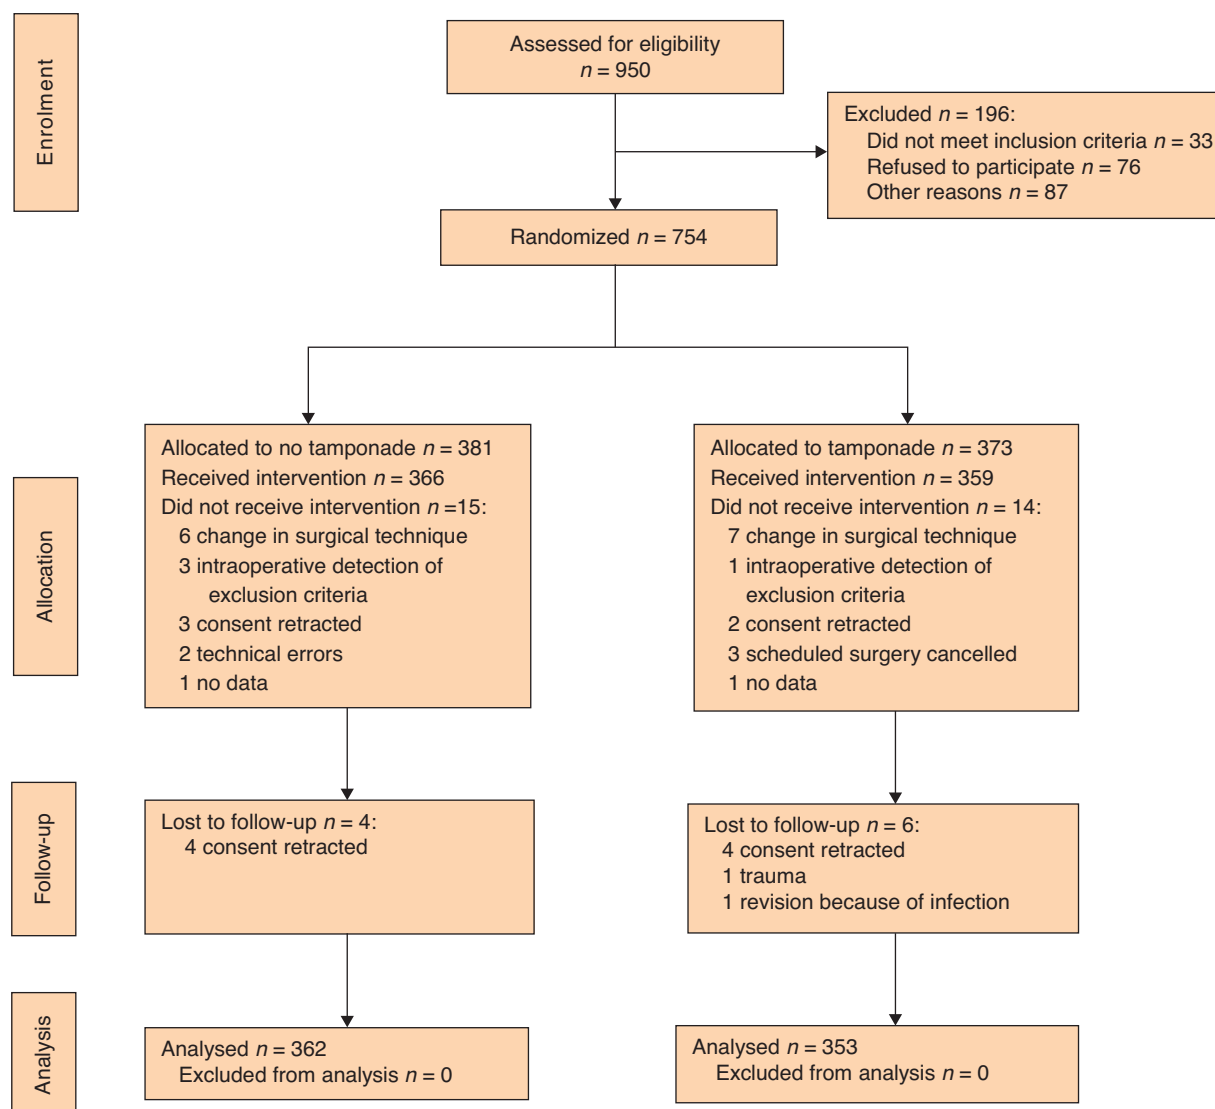 Enrolment
Assessed for eligibility
n = 950
Excluded n = 196:
Did not meet inclusion criteria n = 33
Refused to participate n = 76
Other reasons n = 87
Randomized n = 754
Allocation
Allocated to no tamponade n = 381
Received intervention n = 366
Did not receive intervention n =15:
6 change in surgical technique
3 intraoperative detection of
exclusion criteria
3 consent retracted
2 technical errors
1 no data
Allocated to tamponade n = 373
Received intervention n = 359
Did not receive intervention n = 14:
7 change in surgical technique
1 intraoperative detection of
exclusion criteria
2 consent retracted
3 scheduled surgery cancelled
1 no data
Follow-up
Lost to follow-up n = 4:
4 consent retracted
Lost to follow-up n = 6:
4 consent retracted
1 trauma
1 revision because of infection
Analysis
Analysed n = 362
Excluded from analysis n = 0
Analysed n = 353
Excluded from analysis n = 0